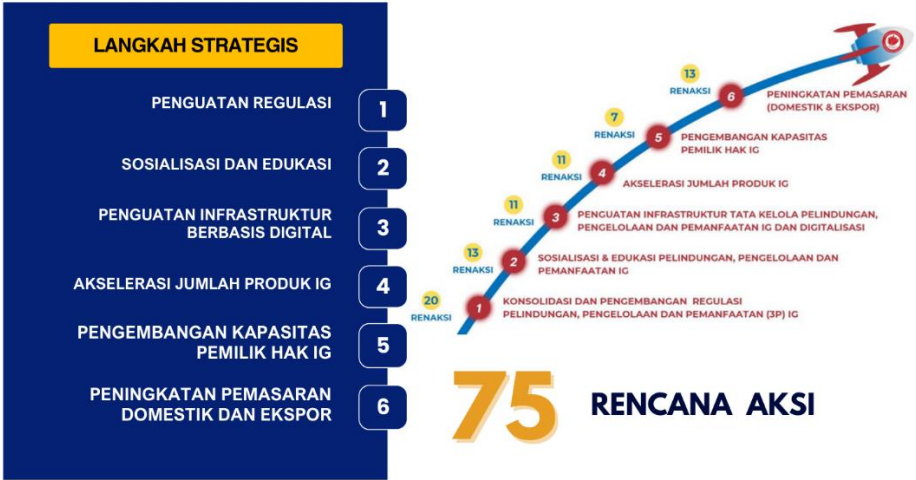 LANGKAH STRATEGIS
PENGUATAN REGULASI
1
SOSIALISASI DAN EDUKASI
2
PENGUATAN INFRASTRUKTUR
BERBASIS DIGITAL
3
AKSELERASI JUMLAH PRODUK IG
4
PENGEMBANGAN KAPASITAS
PEMILIK HAK IG
5
PENINGKATAN PEMASARAN
DOMESTIK DAN EKSPOR
6
13
RENAKSI
6
PENINGKATAN PEMASARAN
(DOMESTIK & EKSPOR)
7
RENAKSI
5
PENGEMBANGAN KAPASITAS
PEMILIK HAK IG
11
RENAKSI
4
AKSELERASI JUMLAH PRODUK IG
11
RENAKSI
3
PENGUATAN INFRASTRUKTUR TATA KELOLA PELINDUNGAN,
PENGELOLAAN DAN PEMANFAATAN IG DAN DIGITALISASI
13
RENAKSI
2
SOSIALISASI & EDUKASI PELINDUNGAN, PENGELOLAAN DAN
PEMANFAATAN IG
20
RENAKSI
1
KONSOLIDASI DAN PENGEMBANGAN REGULASI
PELINDUNGAN, PENGELOLAAN DAN PEMANFAATAN (3P) IG
75 RENCANA AKSI